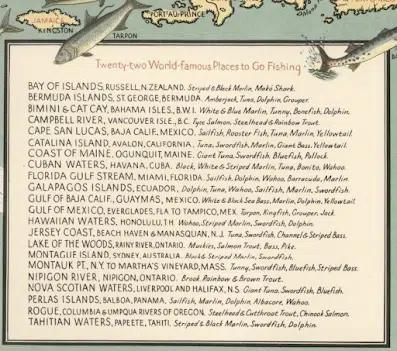 PORT-AU-PRINCE
JAMAICA
KINGSTON
TARPON
Twenty-two World-famous Places to Go Fishing
BAY OF ISLANDS, RUSSELL, N. ZEALAND. Striped & Black Marlin, Mako Shark.
BERMUDA ISLANDS, ST. GEORGE, BERMUDA. Amberjack, Tuna, Dolphin, Grouper.
BIMINI & CAT CAY, BAHAMA ISLES, B.W.I. White & Blue Marlin, Tunny, Bonefish, Dolphin.
CAMPBELL RIVER, VANCOUVER ISLE., B.C. Tyee Salmon, Steelhead & Rainbow Trout.
CAPE SAN LUCAS, BAJA CALIF. MEXICO. Sailfish, Rooster Fish, Tuna, Marlin, Yellowtail.
CATALINA ISLAND, AVALON, CALIFORNIA. Tuna, Swordfish, Marlin, Giant Bass, Yellowtail.
COAST OF MAINE, OGUNQUIT, MAINE. Giant Tuna, Swordfish, Bluefish, Pollock.
CUBAN WATERS, HAVANA, CUBA. Black, White & Striped Marlin, Tuna, Bonito, Wahoo.
FLORIDA GULF STREAM, MIAMI, FLORIDA. Sailfish, Dolphin, Wahoo, Barracuda, Marlin.
GALAPAGOS ISLANDS, ECUADOR. Dolphin, Tuna, Wahoo, Sailfish, Marlin, Swordfish.
GULF OF BAJA CALIF., GUAYMAS, MEXICO. White & Black Sea Bass, Marlin, Dolphin, Yellowtail.
GULF OF MEXICO, EVERGLADES, FLA TO TAMPICO, MEX. Tarpon, Kingfish, Grouper, Jack.
HAWAIIAN WATERS, HONOLULU, T.H. Wahoo, Striped Marlin, Swordfish, Dolphin.
JERSEY COAST, BEACH HAVEN & MANASQUAN, N.J. Tuna, Swordfish, Channel & Striped Bass.
LAKE OF THE WOODS, RAINY RIVER, ONTARIO. Muskies, Salmon Trout, Bass, Pike.
MONTAGUE ISLAND, SYDNEY, AUSTRALIA. Black & Striped Marlin, Swordfish.
MONTAUK PT., N.Y. TO MARTHA'S VINEYARD, MASS. Tunny, Swordfish, Bluefish, Striped Bass.
NIPIGON RIVER, NIPIGON, ONTARIO. Brook Rainbow & Brown Trout.
NOVA SCOTIAN WATERS, LIVERPOOL AND HALIFAX, N.S. Giant Tuna, Swordfish, Bluefish.
PERLAS ISLANDS, BALBOA, PANAMA. Sailfish, Marlin, Dolphin, Albacore, Wahoo.
ROGUE, COLUMBIA & UMPQUA RIVERS OF OREGON. Steelhead & Cutthroat Trout, Chinook Salmon.
TAHITIAN WATERS, PAPEETE, TAHITI. Striped & Black Marlin, Swordfish, Dolphin.